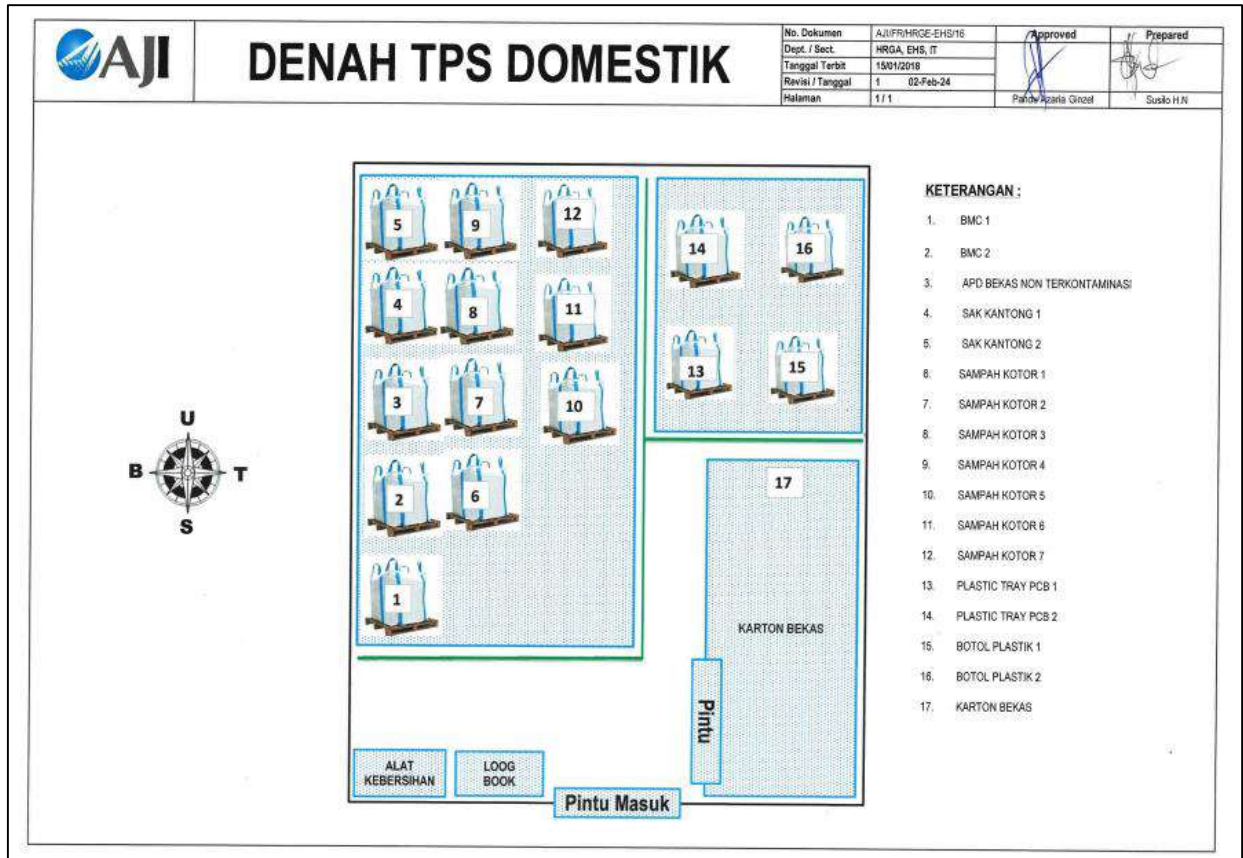 AJI
DENAH TPS DOMESTIK
No. Dokumen AJI/FR/HRGE-EHS/16 Approved Prepared
Dept. / Sect. HRGA, EHS, IT
Tanggal Terbit 15/01/2018
Revisi / Tanggal 1 02-Feb-24
Halaman 1 / 1 Azaria Ginzel Susilo H.N
5 9 12
4 8 11
3 7 10
2 6
1
14 16
13 15
17
KARTON BEKAS
Pintu
ALAT
KEBERSIHAN
LOOG
BOOK
Pintu Masuk
U
B T
S
KETERANGAN :
1. BMC 1
2. BMC 2
3. APD BEKAS NON TERKONTAMINASI
4. SAK KANTONG 1
5. SAK KANTONG 2
6. SAMPAH KOTOR 1
7. SAMPAH KOTOR 2
8. SAMPAH KOTOR 3
9. SAMPAH KOTOR 4
10. SAMPAH KOTOR 5
11. SAMPAH KOTOR 6
12. SAMPAH KOTOR 7
13. PLASTIC TRAY PCB 1
14. PLASTIC TRAY PCB 2
15. BOTOL PLASTIK 1
16. BOTOL PLASTIK 2
17. KARTON BEKAS